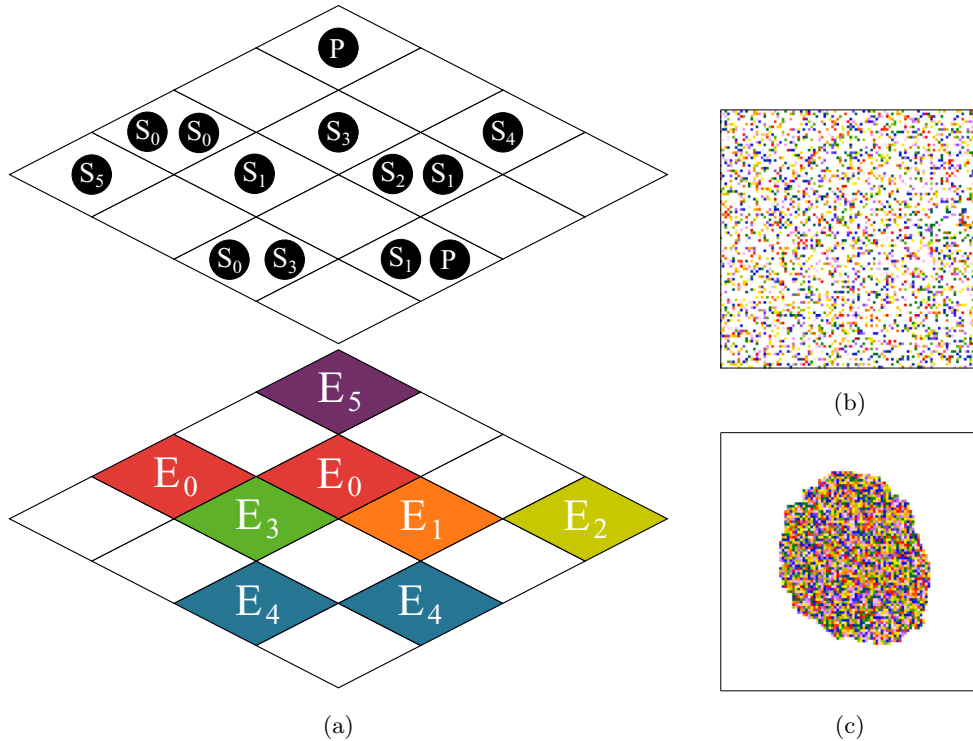 P
S₀ S₀ S₃ S₄
S₅ S₁ S₂ S₁
S₀ S₃ S₁ P
E₅
E₀ E₀
E₃ E₁ E₂
E₄ E₄
(a)
(b)
(c)